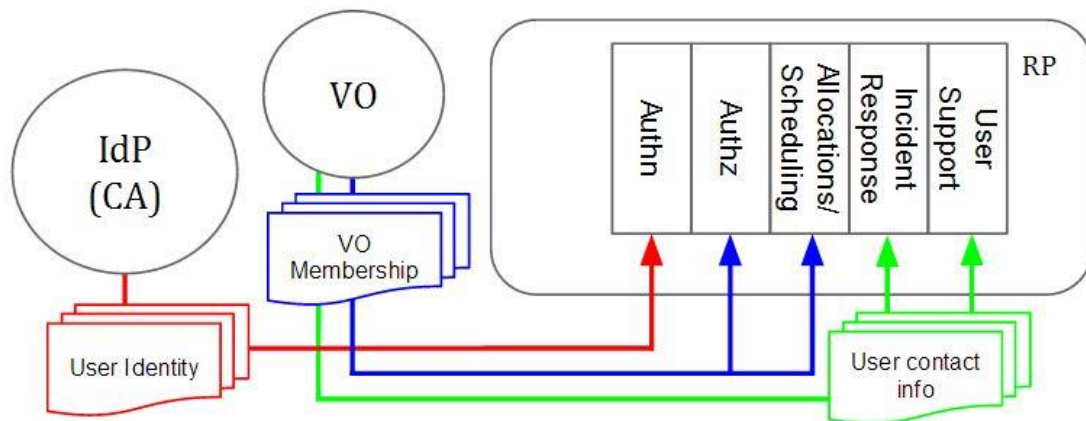 IdP
(CA)
VO
RP
Authn
Authz
Allocations/
Scheduling
Incident
Response
User
Support
VO
Membership
User Identity
User contact
info